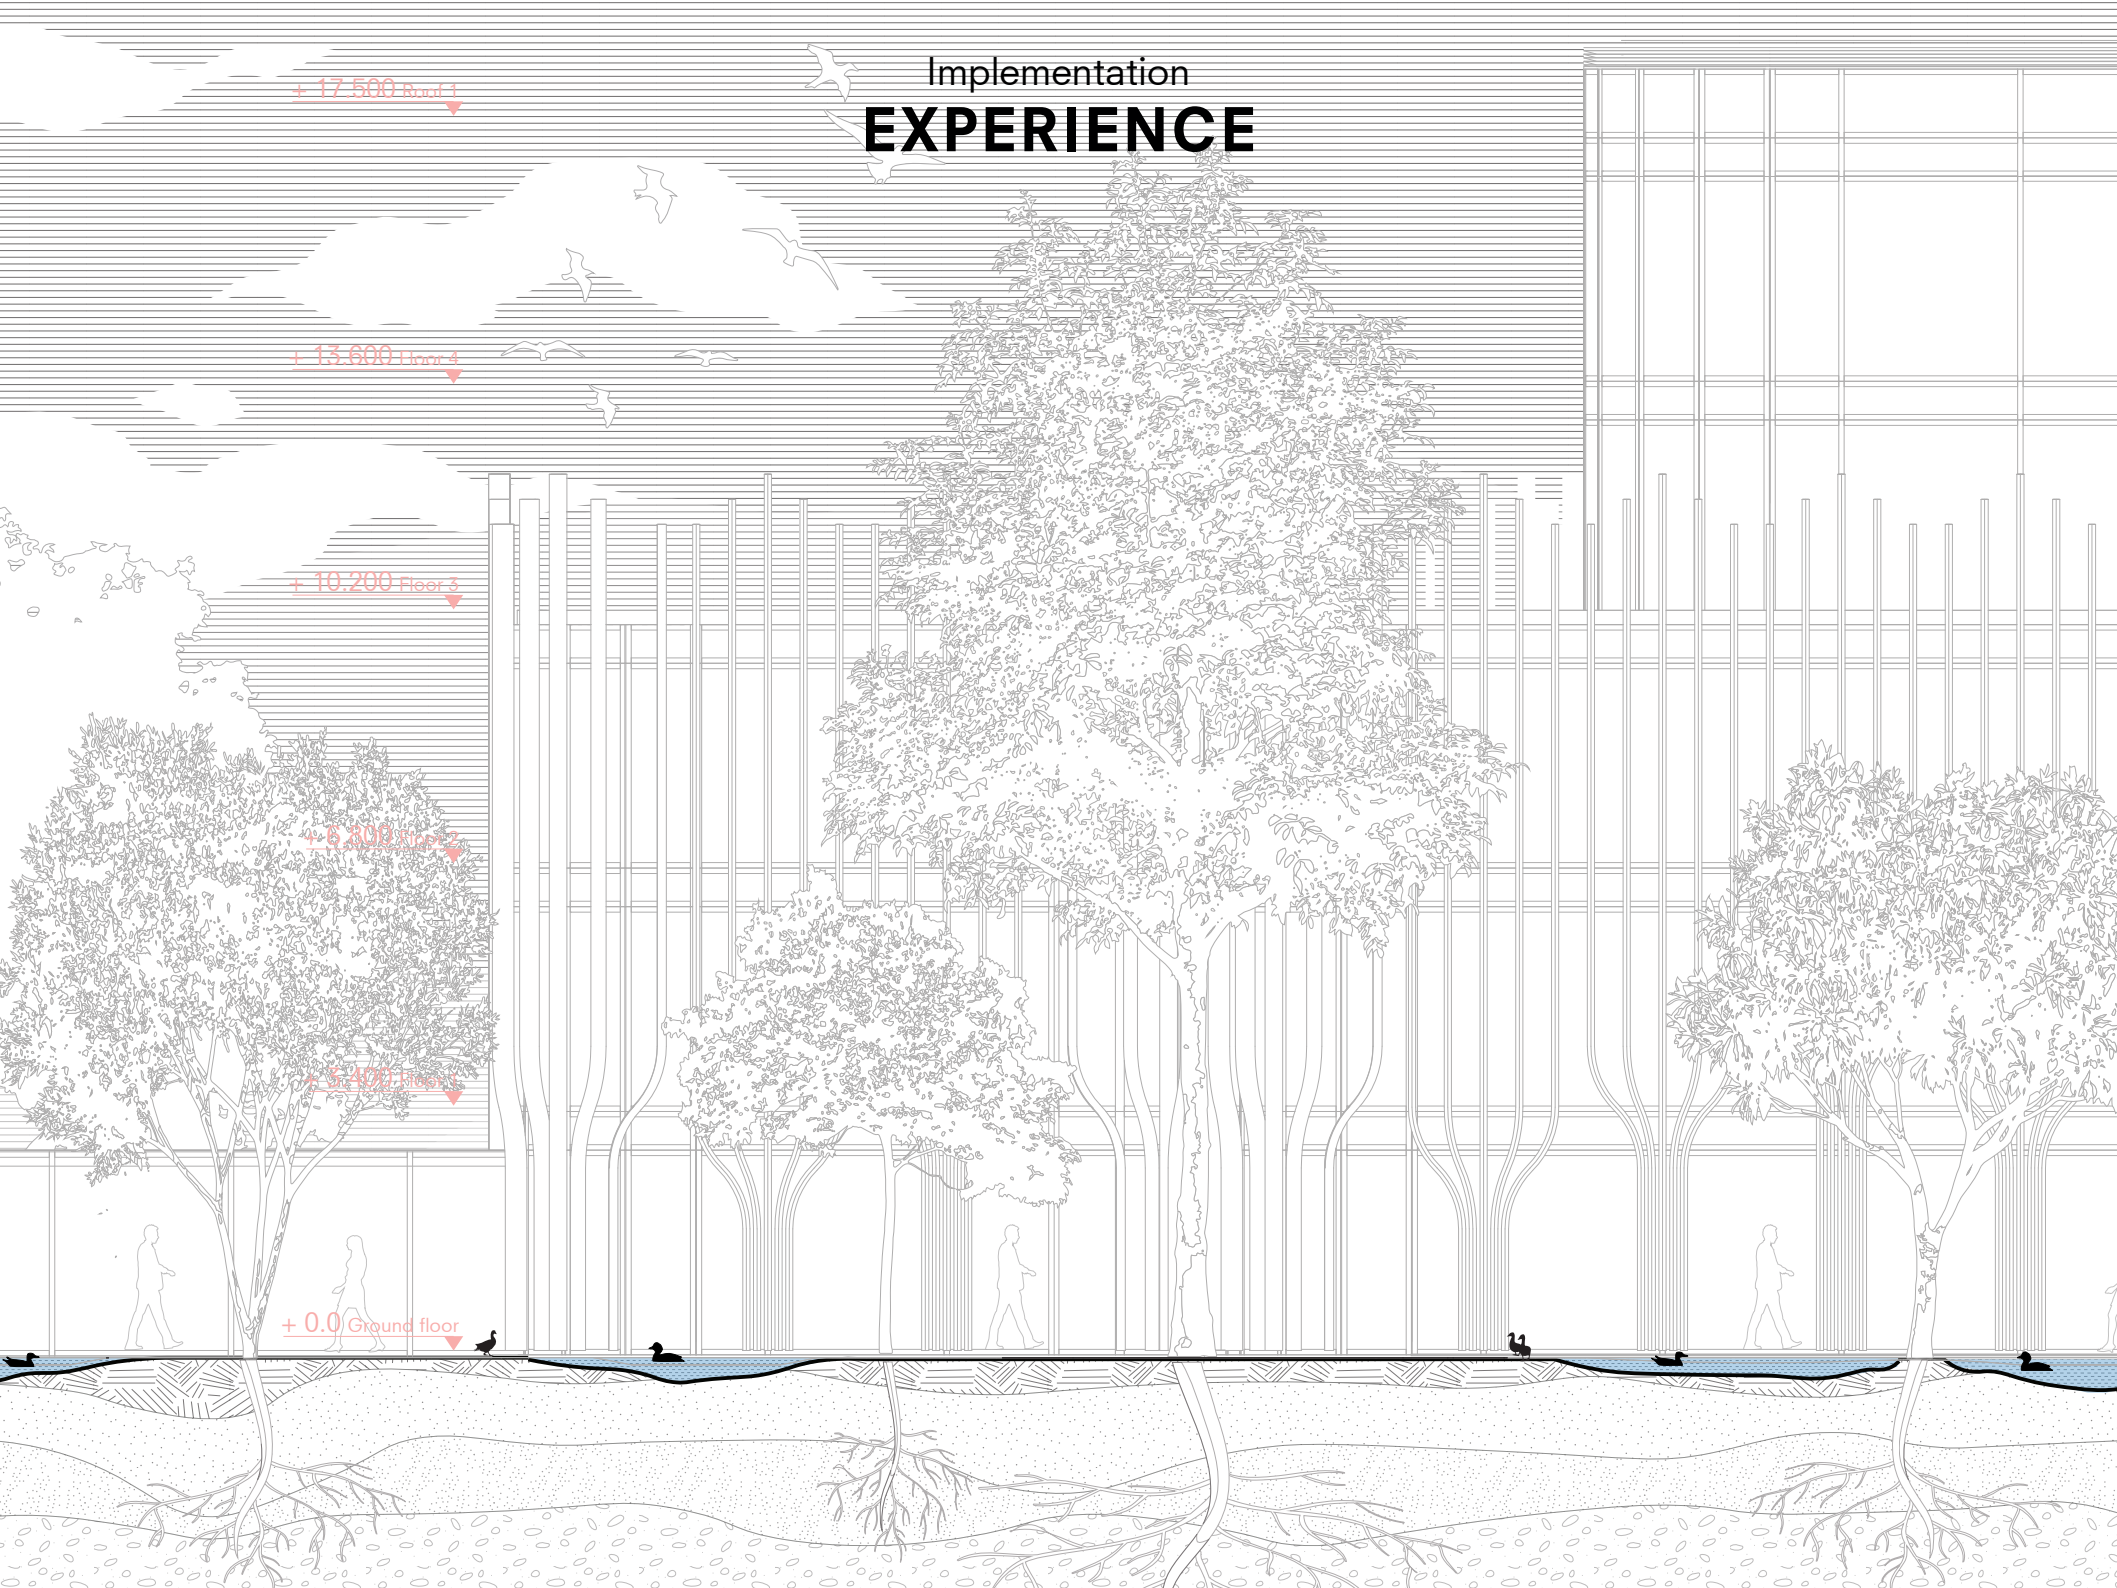 Implementation
EXPERIENCE
+ 17.500 Roof 1
+ 13.600 Floor 4
+ 10.200 Floor 3
+ 6.800 Floor 2
+ 3.400 Floor 1
+ 0.0 Ground floor